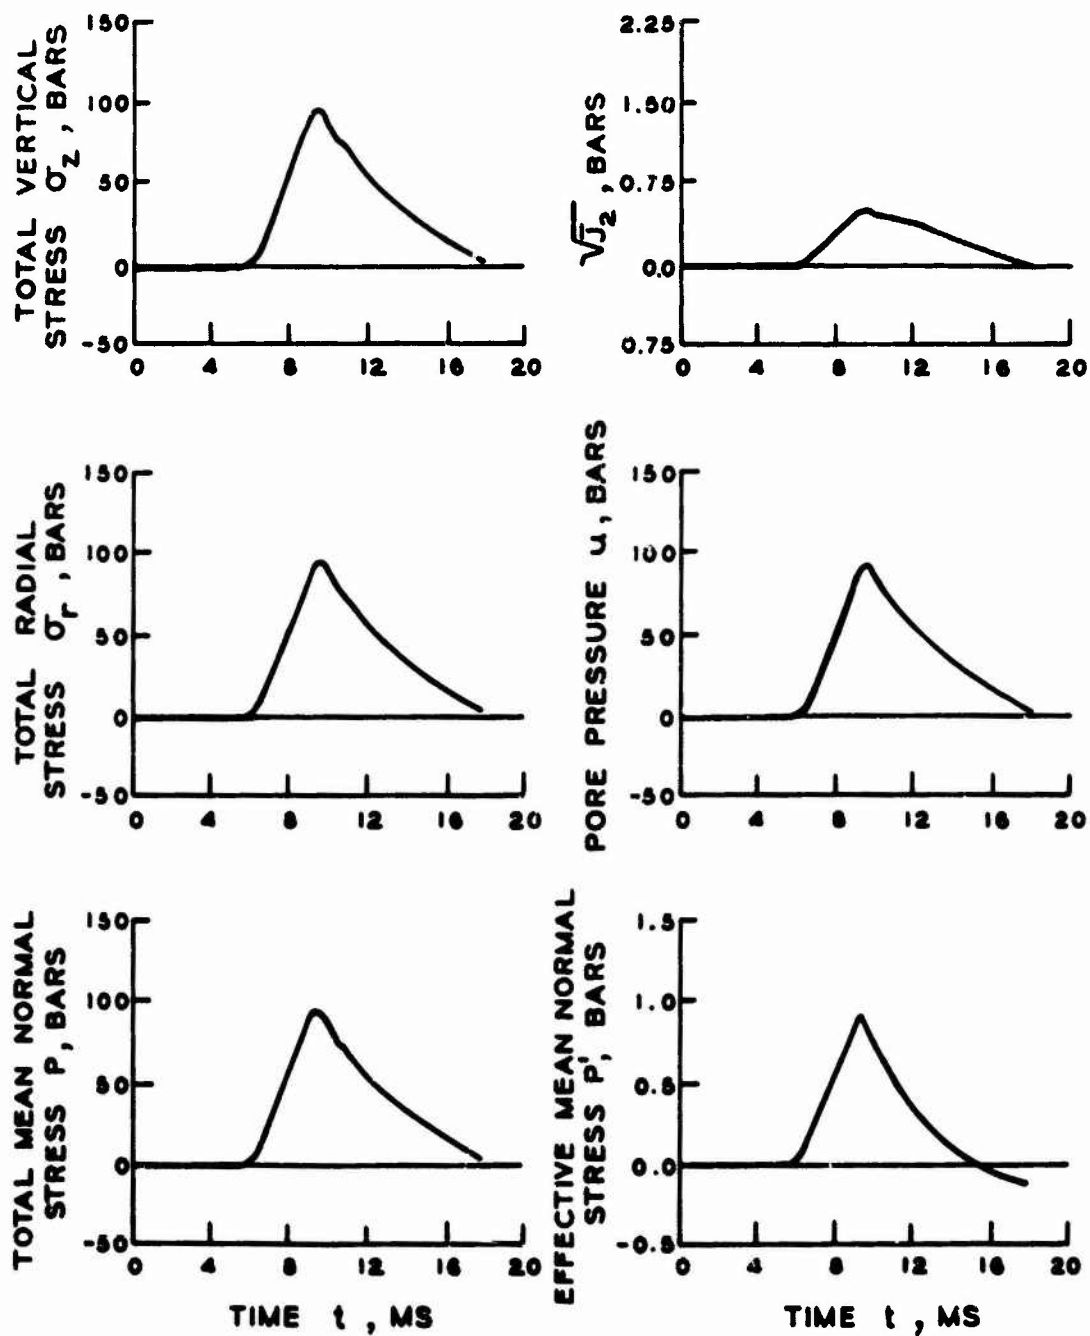 TOTAL VERTICAL
STRESS σz, BARS
150
100
50
0
-50
0 4 8 12 16 20
√J̅2, BARS
2.25
1.50
0.75
0.0
0.75
0 4 8 12 16 20
TOTAL RADIAL
STRESS σr, BARS
150
100
50
0
-50
0 4 8 12 16 20
PORE PRESSURE u, BARS
150
100
50
0
-50
0 4 8 12 16 20
TOTAL MEAN NORMAL
STRESS P, BARS
150
100
50
0
-50
0 4 8 12 16 20
TIME t, MS
EFFECTIVE MEAN NORMAL
STRESS P', BARS
1.5
1.0
0.5
0.0
-0.5
0 4 8 12 16 20
TIME t, MS